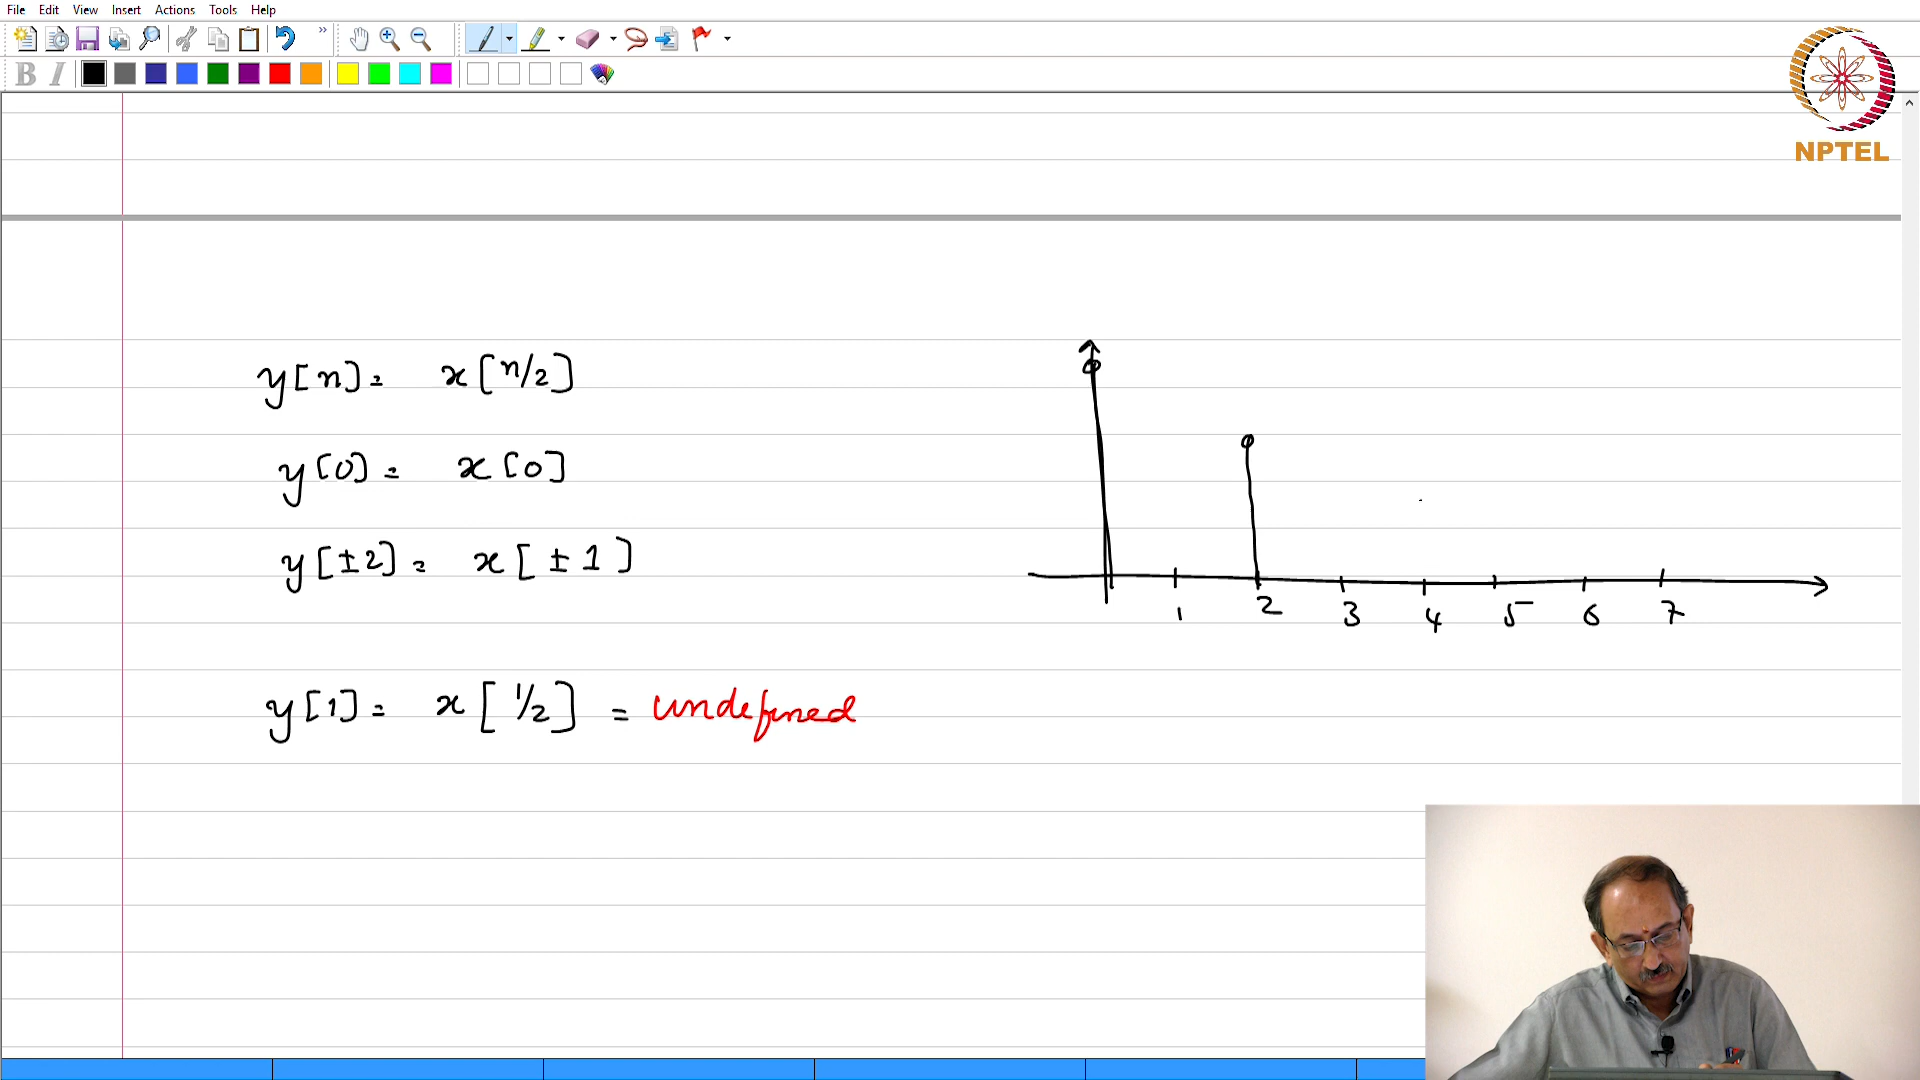 File Edit View Insert Actions Tools Help
B I
NPTEL
y[n] = x[n/2]
y[0] = x[0]
y[±2] = x[±1]
1 2 3 4 5 6 7
y[1] = x[1/2] = undefined